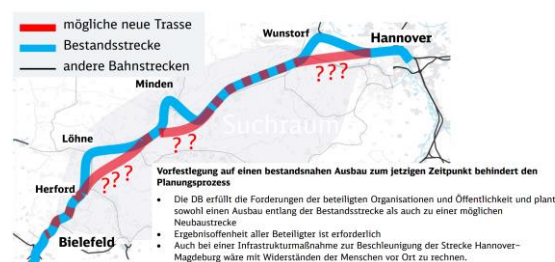 mögliche neue Trasse
Bestandsstrecke
andere Bahnstrecken
Wunstorf
Hannover
???
Minden
??
Suchraum
Löhne
???
Herford
Bielefeld
Vorfestlegung auf einen bestandsnahen Ausbau zum jetzigen Zeitpunkt behindert den
Planungsprozess
• Die DB erfüllt die Forderungen der beteiligten Organisationen und Öffentlichkeit und plant
sowohl einen Ausbau entlang der Bestandsstrecke als auch zu einer möglichen
Neubaustrecke
• Ergebnisoffenheit aller Beteiligter ist erforderlich
• Auch bei einer Infrastrukturmaßnahme zur Beschleunigung der Strecke Hannover–
Magdeburg wäre mit Widerständen der Menschen vor Ort zu rechnen.